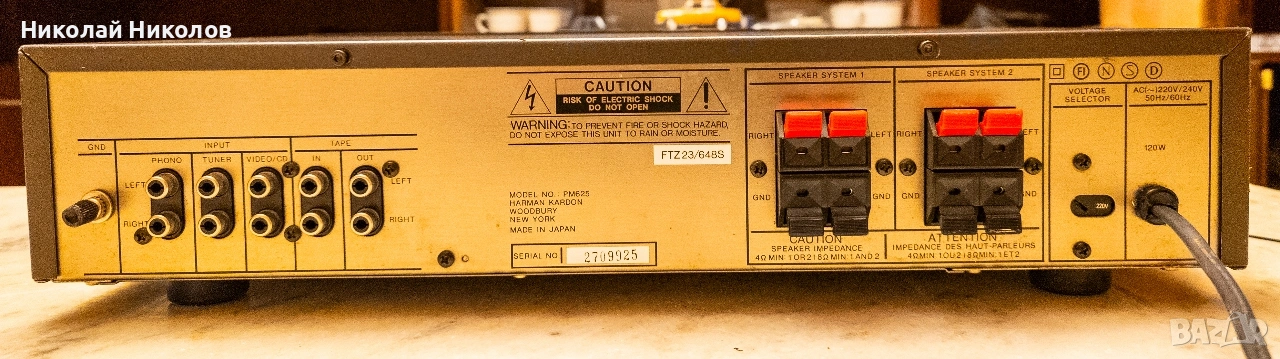 Николай Николов
CAUTION
RISK OF ELECTRIC SHOCK
DO NOT OPEN
WARNING: TO PREVENT FIRE OR SHOCK HAZARD,
DO NOT EXPOSE THIS UNIT TO RAIN OR MOISTURE.
FTZ 23/648S
GND
INPUT
TAPE
PHONO
TUNER
VIDEO/CD
IN
OUT
LEFT
LEFT
RIGHT
RIGHT
MODEL NO.: PM625
HARMAN KARDON
WOODBURY
NEW YORK
MADE IN JAPAN
SERIAL NO
2709925
SPEAKER SYSTEM 1
SPEAKER SYSTEM 2
RIGHT
LEFT
RIGHT
LEFT
GND
GND
GND
GND
CAUTION
SPEAKER IMPEDANCE
4Ω MIN. 1 OR 2 | 8Ω MIN. 1 AND 2
ATTENTION
IMPEDANCE DES HAUT-PARLEURS
4Ω MIN. 1 OU 2 | 8Ω MIN. 1 ET 2
FI N S D
VOLTAGE
SELECTOR
220V
AC(~)220V/240V
50Hz/60Hz
120W
BAZAR